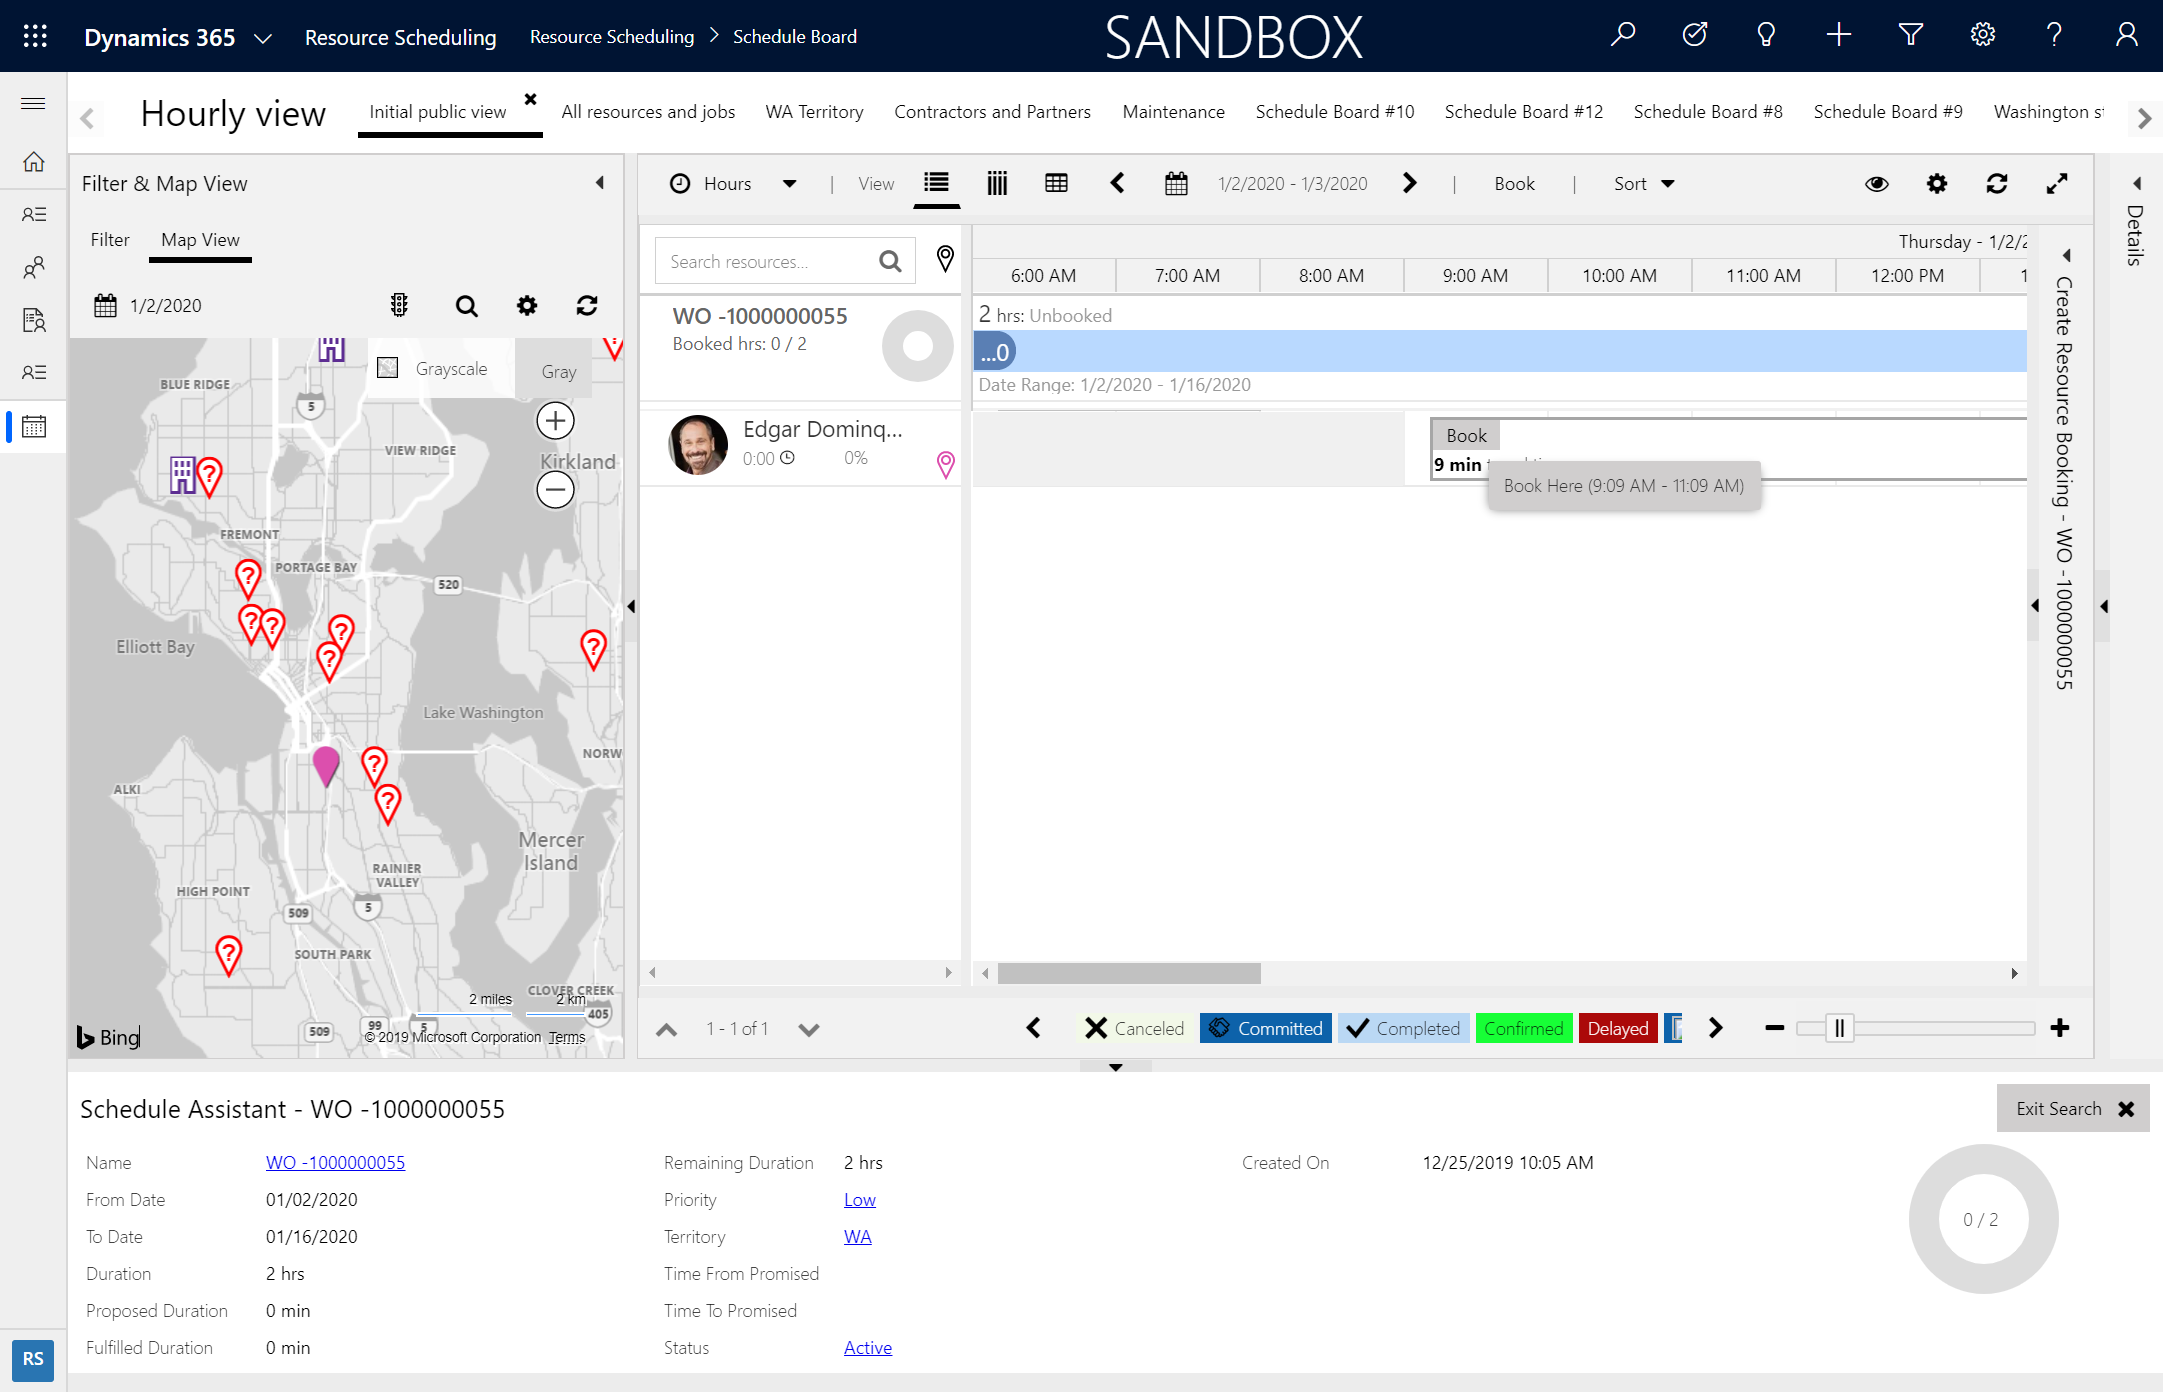 Dynamics 365 Resource Scheduling Resource Scheduling > Schedule Board SANDBOX
Hourly view Initial public view All resources and jobs WA Territory Contractors and Partners Maintenance Schedule Board #10 Schedule Board #12 Schedule Board #8 Schedule Board #9 Washington st
Filter & Map View
Filter Map View
1/2/2020
Grayscale Gray
BLUE RIDGE
5
VIEW RIDGE
Kirkland
FREMONT
PORTAGE BAY
520
Elliott Bay
Lake Washington
NORW
ALKI
Mercer
Island
RAINIER
VALLEY
HIGH POINT
509
5
SOUTH PARK
CLOVER CREEK
2 miles 2 km
405
509 99 5
Bing © 2019 Microsoft Corporation Terms
Hours | View 1/2/2020 - 1/3/2020 | Book | Sort
Search resources...
Thursday - 1/2/2
6:00 AM 7:00 AM 8:00 AM 9:00 AM 10:00 AM 11:00 AM 12:00 PM 1
WO -1000000055
Booked hrs: 0 / 2
2 hrs: Unbooked
...0
Date Range: 1/2/2020 - 1/16/2020
Edgar Dominq...
0:00 0%
Book
9 min
Book Here (9:09 AM - 11:09 AM)
Create Resource Booking - WO -1000000055
Details
1 - 1 of 1
Canceled Committed Completed Confirmed Delayed
Schedule Assistant - WO -1000000055
Exit Search
Name WO -1000000055
From Date 01/02/2020
To Date 01/16/2020
Duration 2 hrs
Proposed Duration 0 min
Fulfilled Duration 0 min
Remaining Duration 2 hrs
Priority Low
Territory WA
Time From Promised
Time To Promised
Status Active
Created On 12/25/2019 10:05 AM
0 / 2
RS